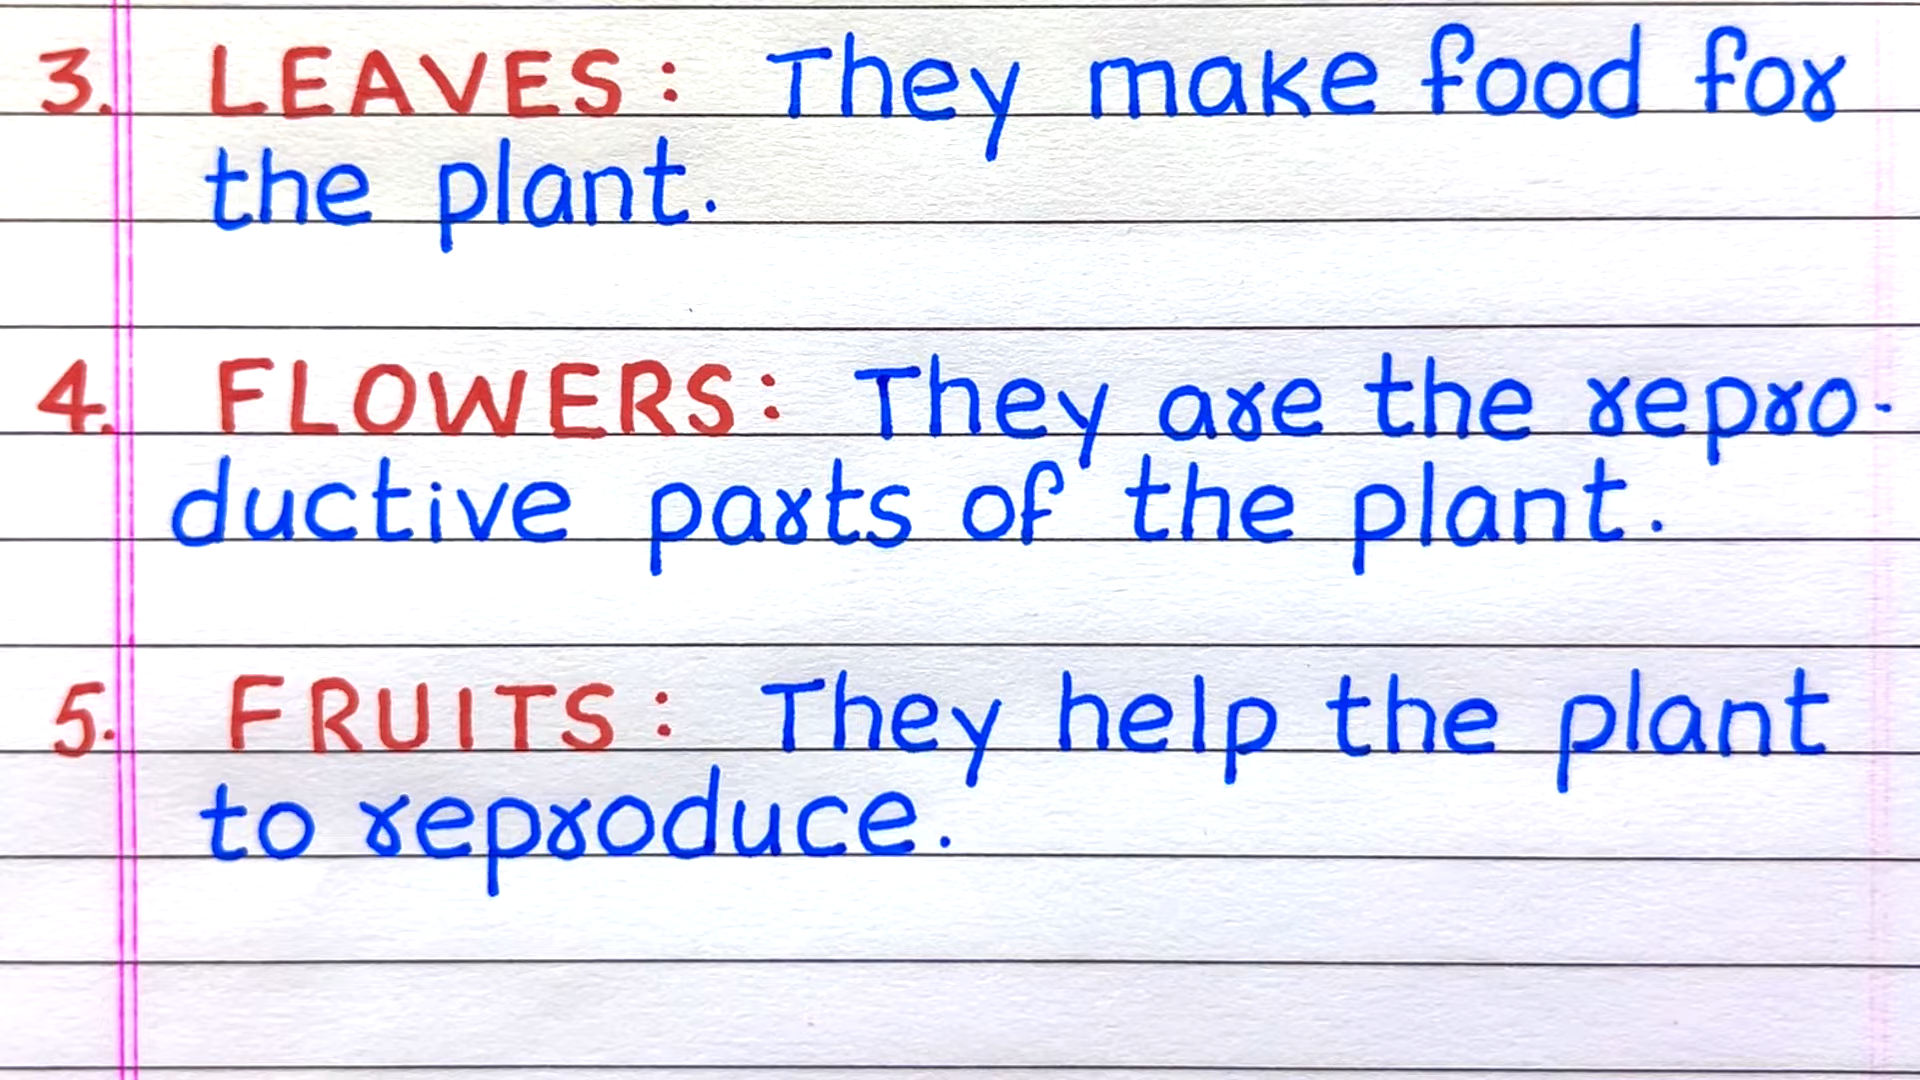 3. LEAVES: They make food for
the plant.
4. FLOWERS: They are the repro-
ductive parts of the plant.
5. FRUITS: They help the plant
to reproduce.